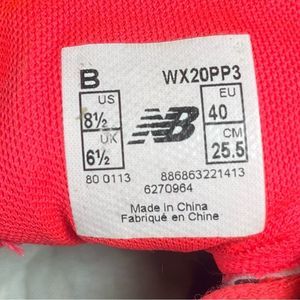 B WX20PP3
US EU
8½ NB 40
UK CM
6½ 25.5
80 0113 886863221413
6270964
Made in China
Fabriqué en Chine